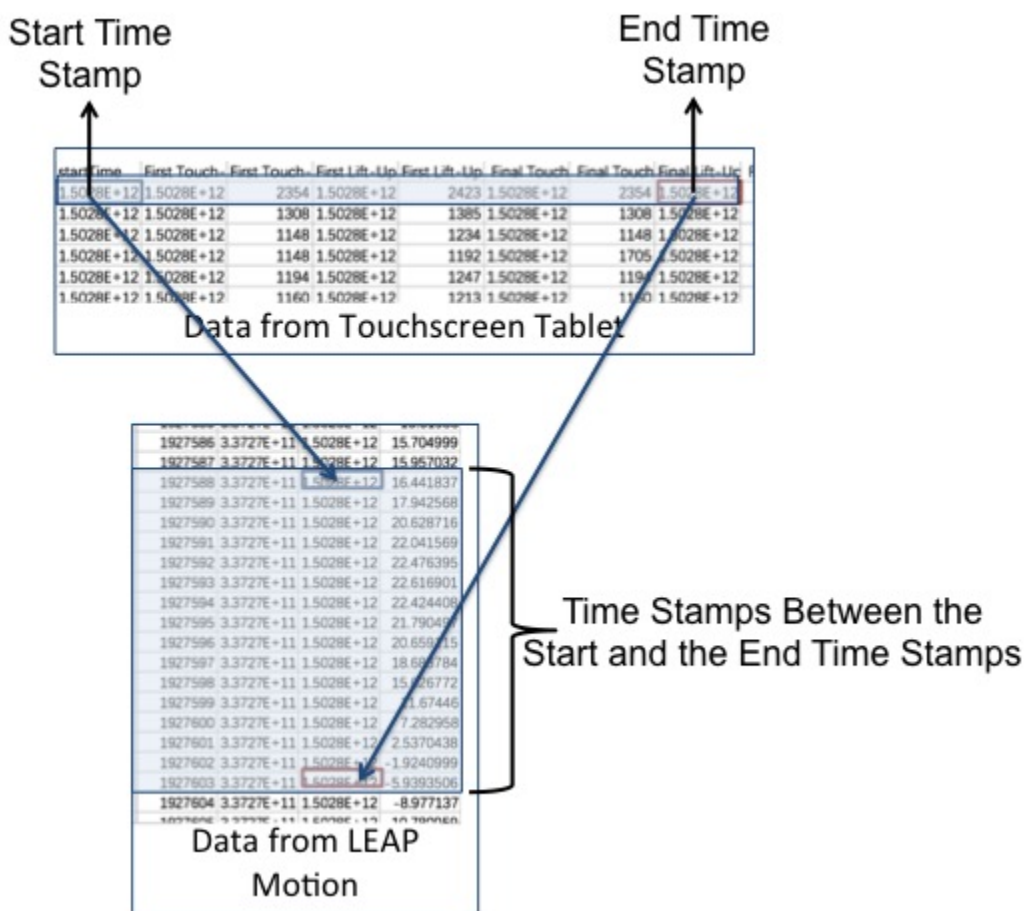 Start Time
Stamp
End Time
Stamp
startTime First Touch- First Touch- First Lift-Up First Lift-Up Final Touch Final Touch Final Lift-Up
1.5028E+12 1.5028E+12 2354 1.5028E+12 2423 1.5028E+12 2354 1.5028E+12
1.5028E+12 1.5028E+12 1308 1.5028E+12 1385 1.5028E+12 1308 1.5028E+12
1.5028E+12 1.5028E+12 1148 1.5028E+12 1234 1.5028E+12 1148 1.5028E+12
1.5028E+12 1.5028E+12 1148 1.5028E+12 1192 1.5028E+12 1705 1.5028E+12
1.5028E+12 1.5028E+12 1194 1.5028E+12 1247 1.5028E+12 1194 1.5028E+12
1.5028E+12 1.5028E+12 1160 1.5028E+12 1213 1.5028E+12 1160 1.5028E+12
Data from Touchscreen Tablet
1927586 3.3727E+11 1.5028E+12 15.704999
1927587 3.3727E+11 1.5028E+12 15.957032
1927588 3.3727E+11 1.5028E+12 16.441837
1927589 3.3727E+11 1.5028E+12 17.942568
1927590 3.3727E+11 1.5028E+12 20.628716
1927591 3.3727E+11 1.5028E+12 22.041569
1927592 3.3727E+11 1.5028E+12 22.476395
1927593 3.3727E+11 1.5028E+12 22.616901
1927594 3.3727E+11 1.5028E+12 22.424408
1927595 3.3727E+11 1.5028E+12
1927596 3.3727E+11 1.5028E+12
1927597 3.3727E+11 1.5028E+12
1927598 3.3727E+11 1.5028E+12
1927599 3.3727E+11 1.5028E+12
1927600 3.3727E+11 1.5028E+12 7.282958
1927601 3.3727E+11 1.5028E+12 2.5370438
1927602 3.3727E+11 1.5028E+12 -1.9240999
1927603 3.3727E+11 1.5028E+12 -5.9393506
1927604 3.3727E+11 1.5028E+12 -8.977137
Data from LEAP
Motion
Time Stamps Between the
Start and the End Time Stamps